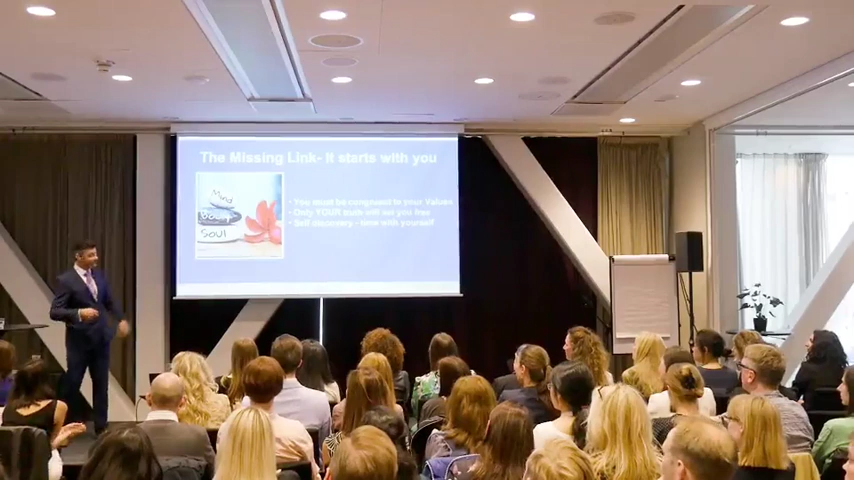 The Missing Link- It starts with you
Mind
Body
Soul
• You must be congruent to your Values
• Only YOUR truth will set you free
• Self discovery - time with yourself